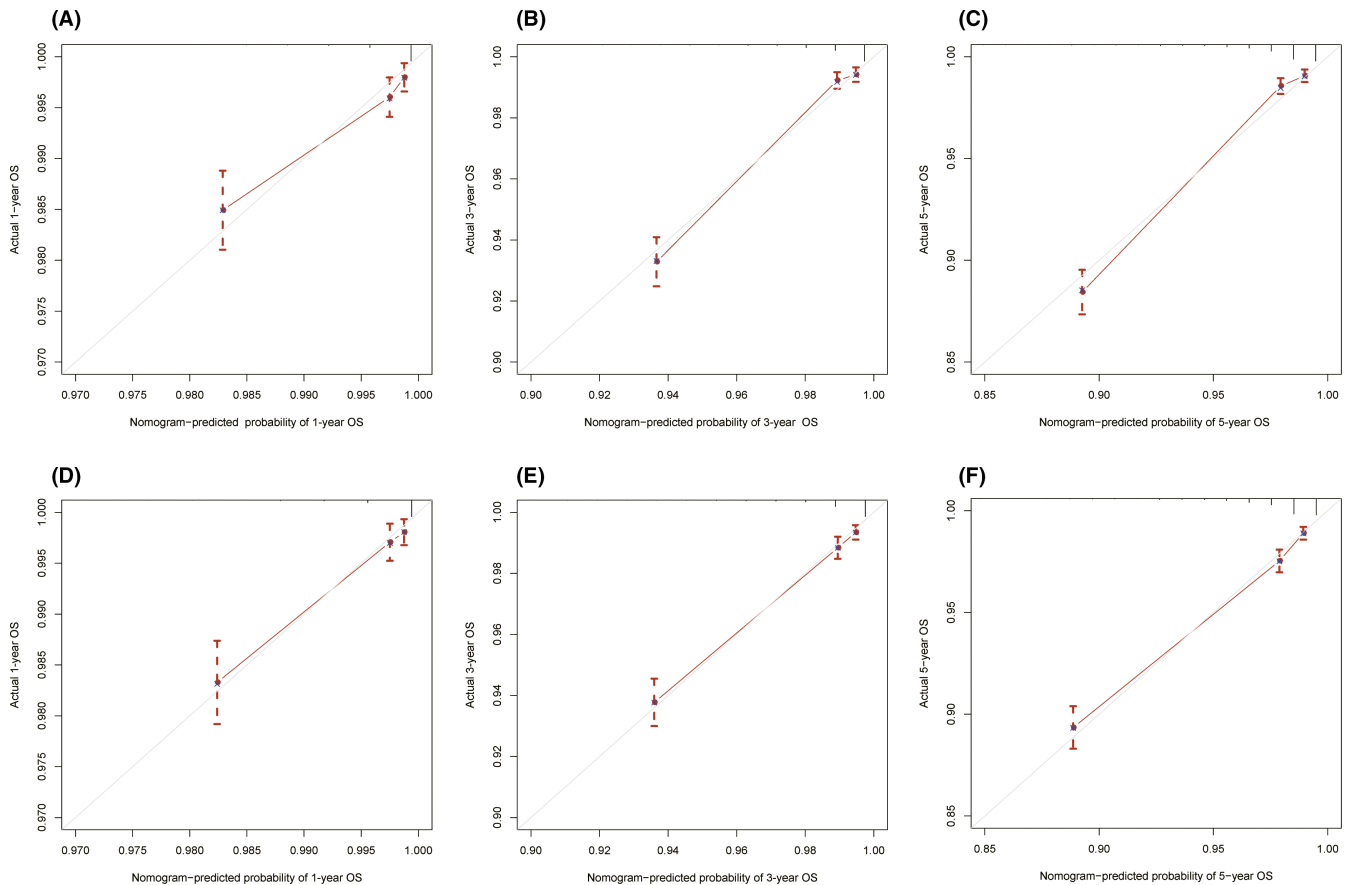 (A)
1.000
0.995
0.990
0.985
0.980
0.975
0.970
Actual 1−year OS
0.970 0.975 0.980 0.985 0.990 0.995 1.000
Nomogram−predicted probability of 1-year OS
(B)
1.00
0.98
0.96
0.94
0.92
0.90
Actual 3−year OS
0.90 0.92 0.94 0.96 0.98 1.00
Nomogram−predicted probability of 3-year OS
(C)
1.00
0.95
0.90
0.85
Actual 5−year OS
0.85 0.90 0.95 1.00
Nomogram−predicted probability of 5-year OS
(D)
1.000
0.995
0.990
0.985
0.980
0.975
0.970
Actual 1-year OS
0.970 0.975 0.980 0.985 0.990 0.995 1.000
Nomogram−predicted probability of 1-year OS
(E)
1.00
0.98
0.96
0.94
0.92
0.90
Actual 3-year OS
0.90 0.92 0.94 0.96 0.98 1.00
Nomogram−predicted probability of 3-year OS
(F)
1.00
0.95
0.90
0.85
Actual 5−year OS
0.85 0.90 0.95 1.00
Nomogram−predicted probability of 5−year OS